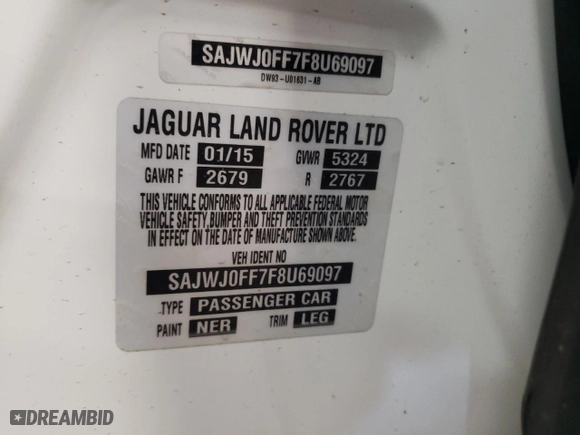 SAJWJ0FF7F8U69097
DW93-U01631-AB
JAGUAR LAND ROVER LTD
MFD DATE 01/15 GVWR 5324
GAWR F 2679 R 2767
THIS VEHICLE CONFORMS TO ALL APPLICABLE FEDERAL MOTOR
VEHICLE SAFETY, BUMPER AND THEFT PREVENTION STANDARDS
IN EFFECT ON THE DATE OF MANUFACTURE SHOWN ABOVE.
VEH IDENT NO
SAJWJ0FF7F8U69097
TYPE PASSENGER CAR
PAINT NER TRIM LEG
DREAMBID